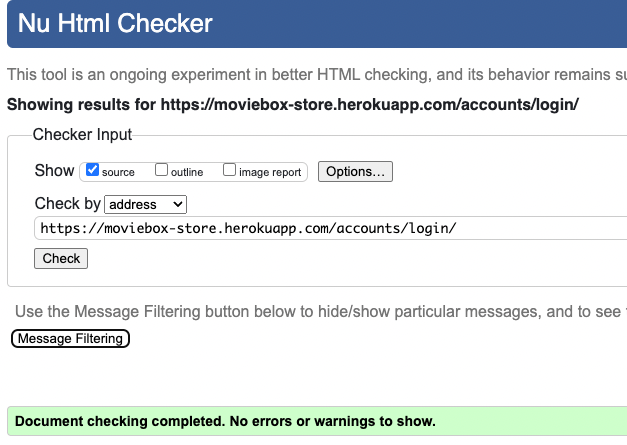 Nu Html Checker
This tool is an ongoing experiment in better HTML checking, and its behavior remains
Showing results for https://moviebox-store.herokuapp.com/accounts/login/
Checker Input
Show source outline image report Options...
Check by address
https://moviebox-store.herokuapp.com/accounts/login/
Check
Use the Message Filtering button below to hide/show particular messages, and to see
Message Filtering
Document checking completed. No errors or warnings to show.